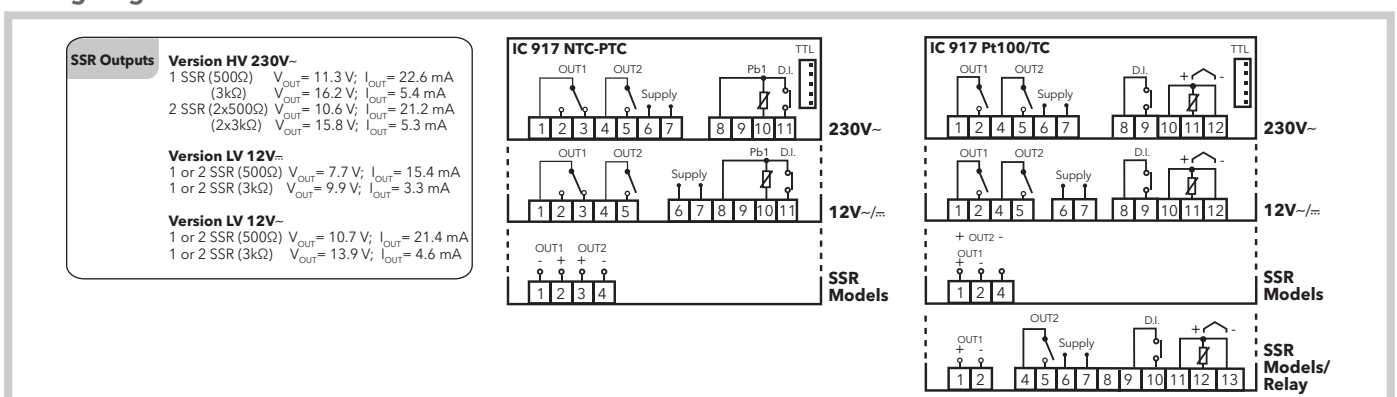 SSR Outputs
Version HV 230V~
1 SSR (500Ω) VOUT= 11.3 V; IOUT= 22.6 mA
(3kΩ) VOUT= 16.2 V; IOUT= 5.4 mA
2 SSR (2x500Ω) VOUT= 10.6 V; IOUT= 21.2 mA
(2x3kΩ) VOUT= 15.8 V; IOUT= 5.3 mA
Version LV 12V⎓
1 or 2 SSR (500Ω) VOUT= 7.7 V; IOUT= 15.4 mA
1 or 2 SSR (3kΩ) VOUT= 9.9 V; IOUT= 3.3 mA
Version LV 12V~
1 or 2 SSR (500Ω) VOUT= 10.7 V; IOUT= 21.4 mA
1 or 2 SSR (3kΩ) VOUT= 13.9 V; IOUT= 4.6 mA
IC 917 NTC-PTC TTL
OUT1 OUT2 Pb1 D.I.
Supply
1 2 3 4 5 6 7 8 9 10 11
230V~
OUT1 OUT2 Pb1 D.I.
Supply
1 2 3 4 5 6 7 8 9 10 11
12V~/⎓
OUT1 OUT2
- + + -
1 2 3 4
SSR
Models
IC 917 Pt100/TC TTL
OUT1 OUT2 D.I. + -
Supply
1 2 4 5 6 7 8 9 10 11 12
230V~
OUT1 OUT2 D.I. + -
Supply
1 2 4 5 6 7 8 9 10 11 12
12V~/⎓
+ OUT2 -
OUT1
+ -
1 2 4
SSR
Models
OUT2 D.I. + -
OUT1 Supply
+ -
1 2 4 5 6 7 8 9 10 11 12 13
SSR
Models/
Relay